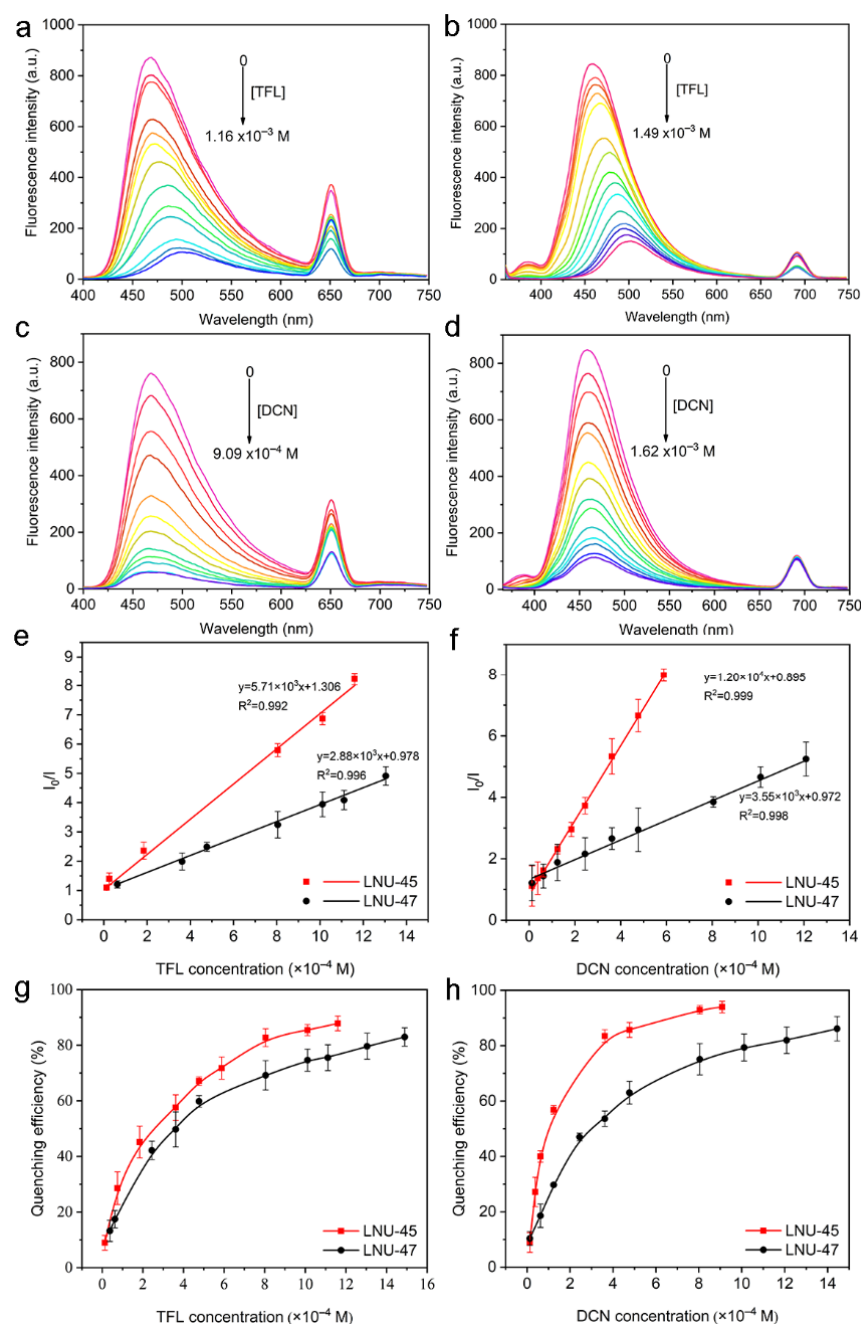 a
1000
800
600
400
200
0
Fluorescence intensity (a.u.)
0
[TFL]
1.16 x10⁻³ M
400 450 500 550 600 650 700 750
Wavelength (nm)
b
1000
900
800
700
600
500
400
300
200
100
0
Fluorescence intensity (a.u.)
0
[TFL]
1.49 x10⁻³ M
400 450 500 550 600 650 700 750
Wavelength (nm)
c
800
600
400
200
0
Fluorescence intensity (a.u.)
0
[DCN]
9.09 x10⁻⁴ M
400 450 500 550 600 650 700 750
Wavelength (nm)
d
800
600
400
200
0
Fluorescence intensity (a.u.)
0
[DCN]
1.62 x10⁻³ M
400 450 500 550 600 650 700 750
Wavelength (nm)
e
9
8
7
6
5
4
3
2
1
0
I₀/I
y=5.71×10³x+1.306
R²=0.992
y=2.88×10³x+0.978
R²=0.996
LNU-45
LNU-47
0 2 4 6 8 10 12 14
TFL concentration (×10⁻⁴ M)
f
8
6
4
2
0
I₀/I
y=1.20×10⁴x+0.895
R²=0.999
y=3.55×10³x+0.972
R²=0.998
LNU-45
LNU-47
0 2 4 6 8 10 12 14
DCN concentration (×10⁻⁴ M)
g
100
80
60
40
20
0
Quenching efficiency (%)
LNU-45
LNU-47
0 2 4 6 8 10 12 14 16
TFL concentration (×10⁻⁴ M)
h
100
80
60
40
20
0
Quenching efficiency (%)
LNU-45
LNU-47
0 2 4 6 8 10 12 14
DCN concentration (×10⁻⁴ M)